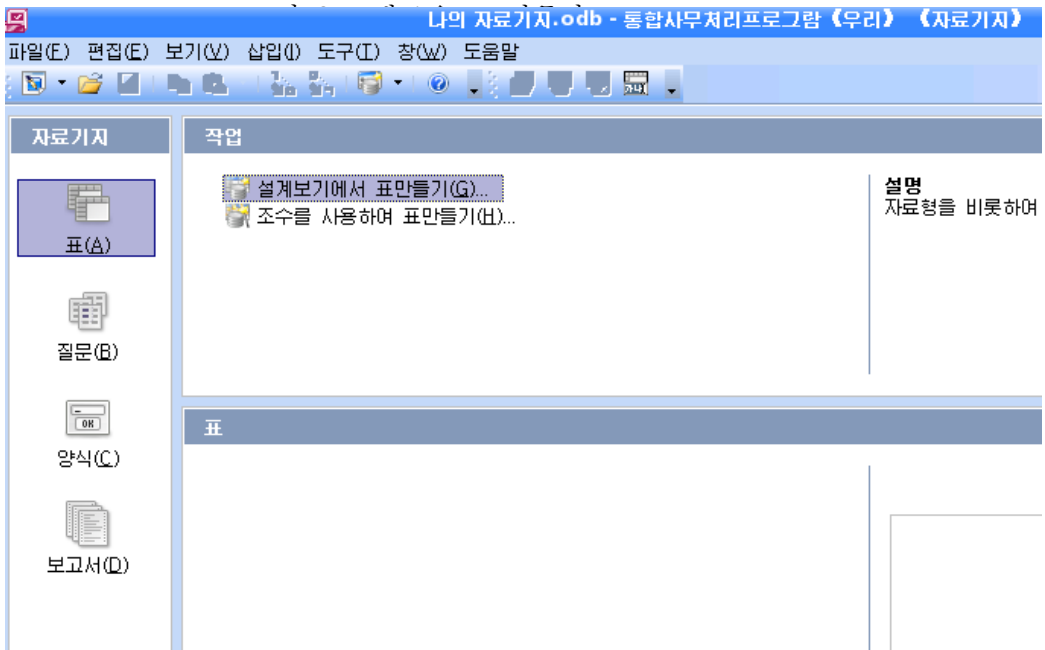 나의 자료기지.odb - 통합사무처리프로그람《우리》 《자료기지》
파일(F) 편집(E) 보기(V) 삽입(I) 도구(T) 창(W) 도움말
자료기지
작업
설계보기에서 표만들기(G)...
조수를 사용하여 표만들기(H)...
설명
자료형을 비롯하여
표(A)
질문(B)
양식(C)
보고서(D)
표